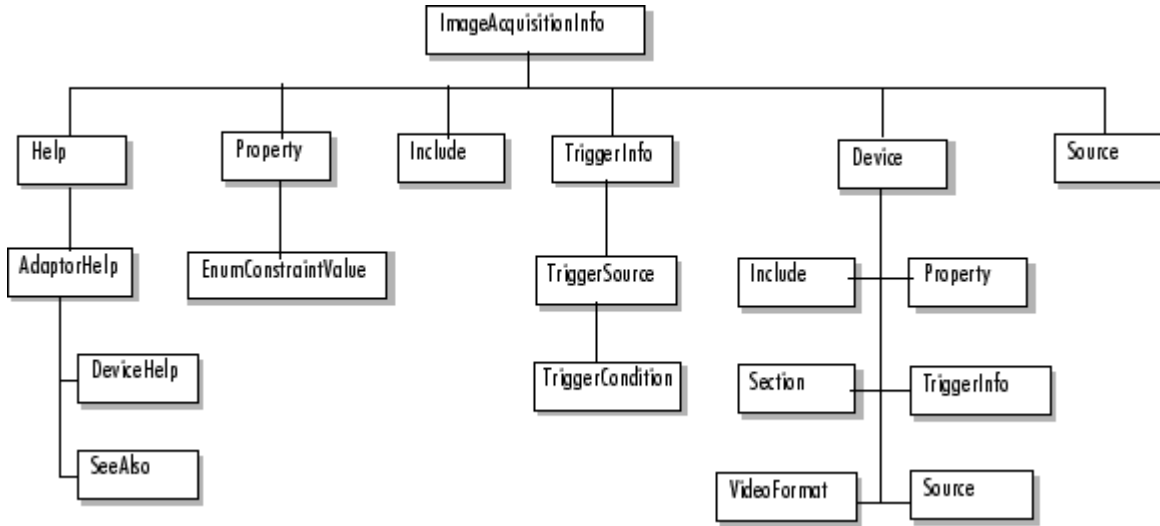 ImageAcquisitionInfo
Help
Property
Include
TriggerInfo
Device
Source
AdaptorHelp
EnumConstraintValue
TriggerSource
Include
Property
DeviceHelp
TriggerCondition
Section
TriggerInfo
SeeAlso
VideoFormat
Source